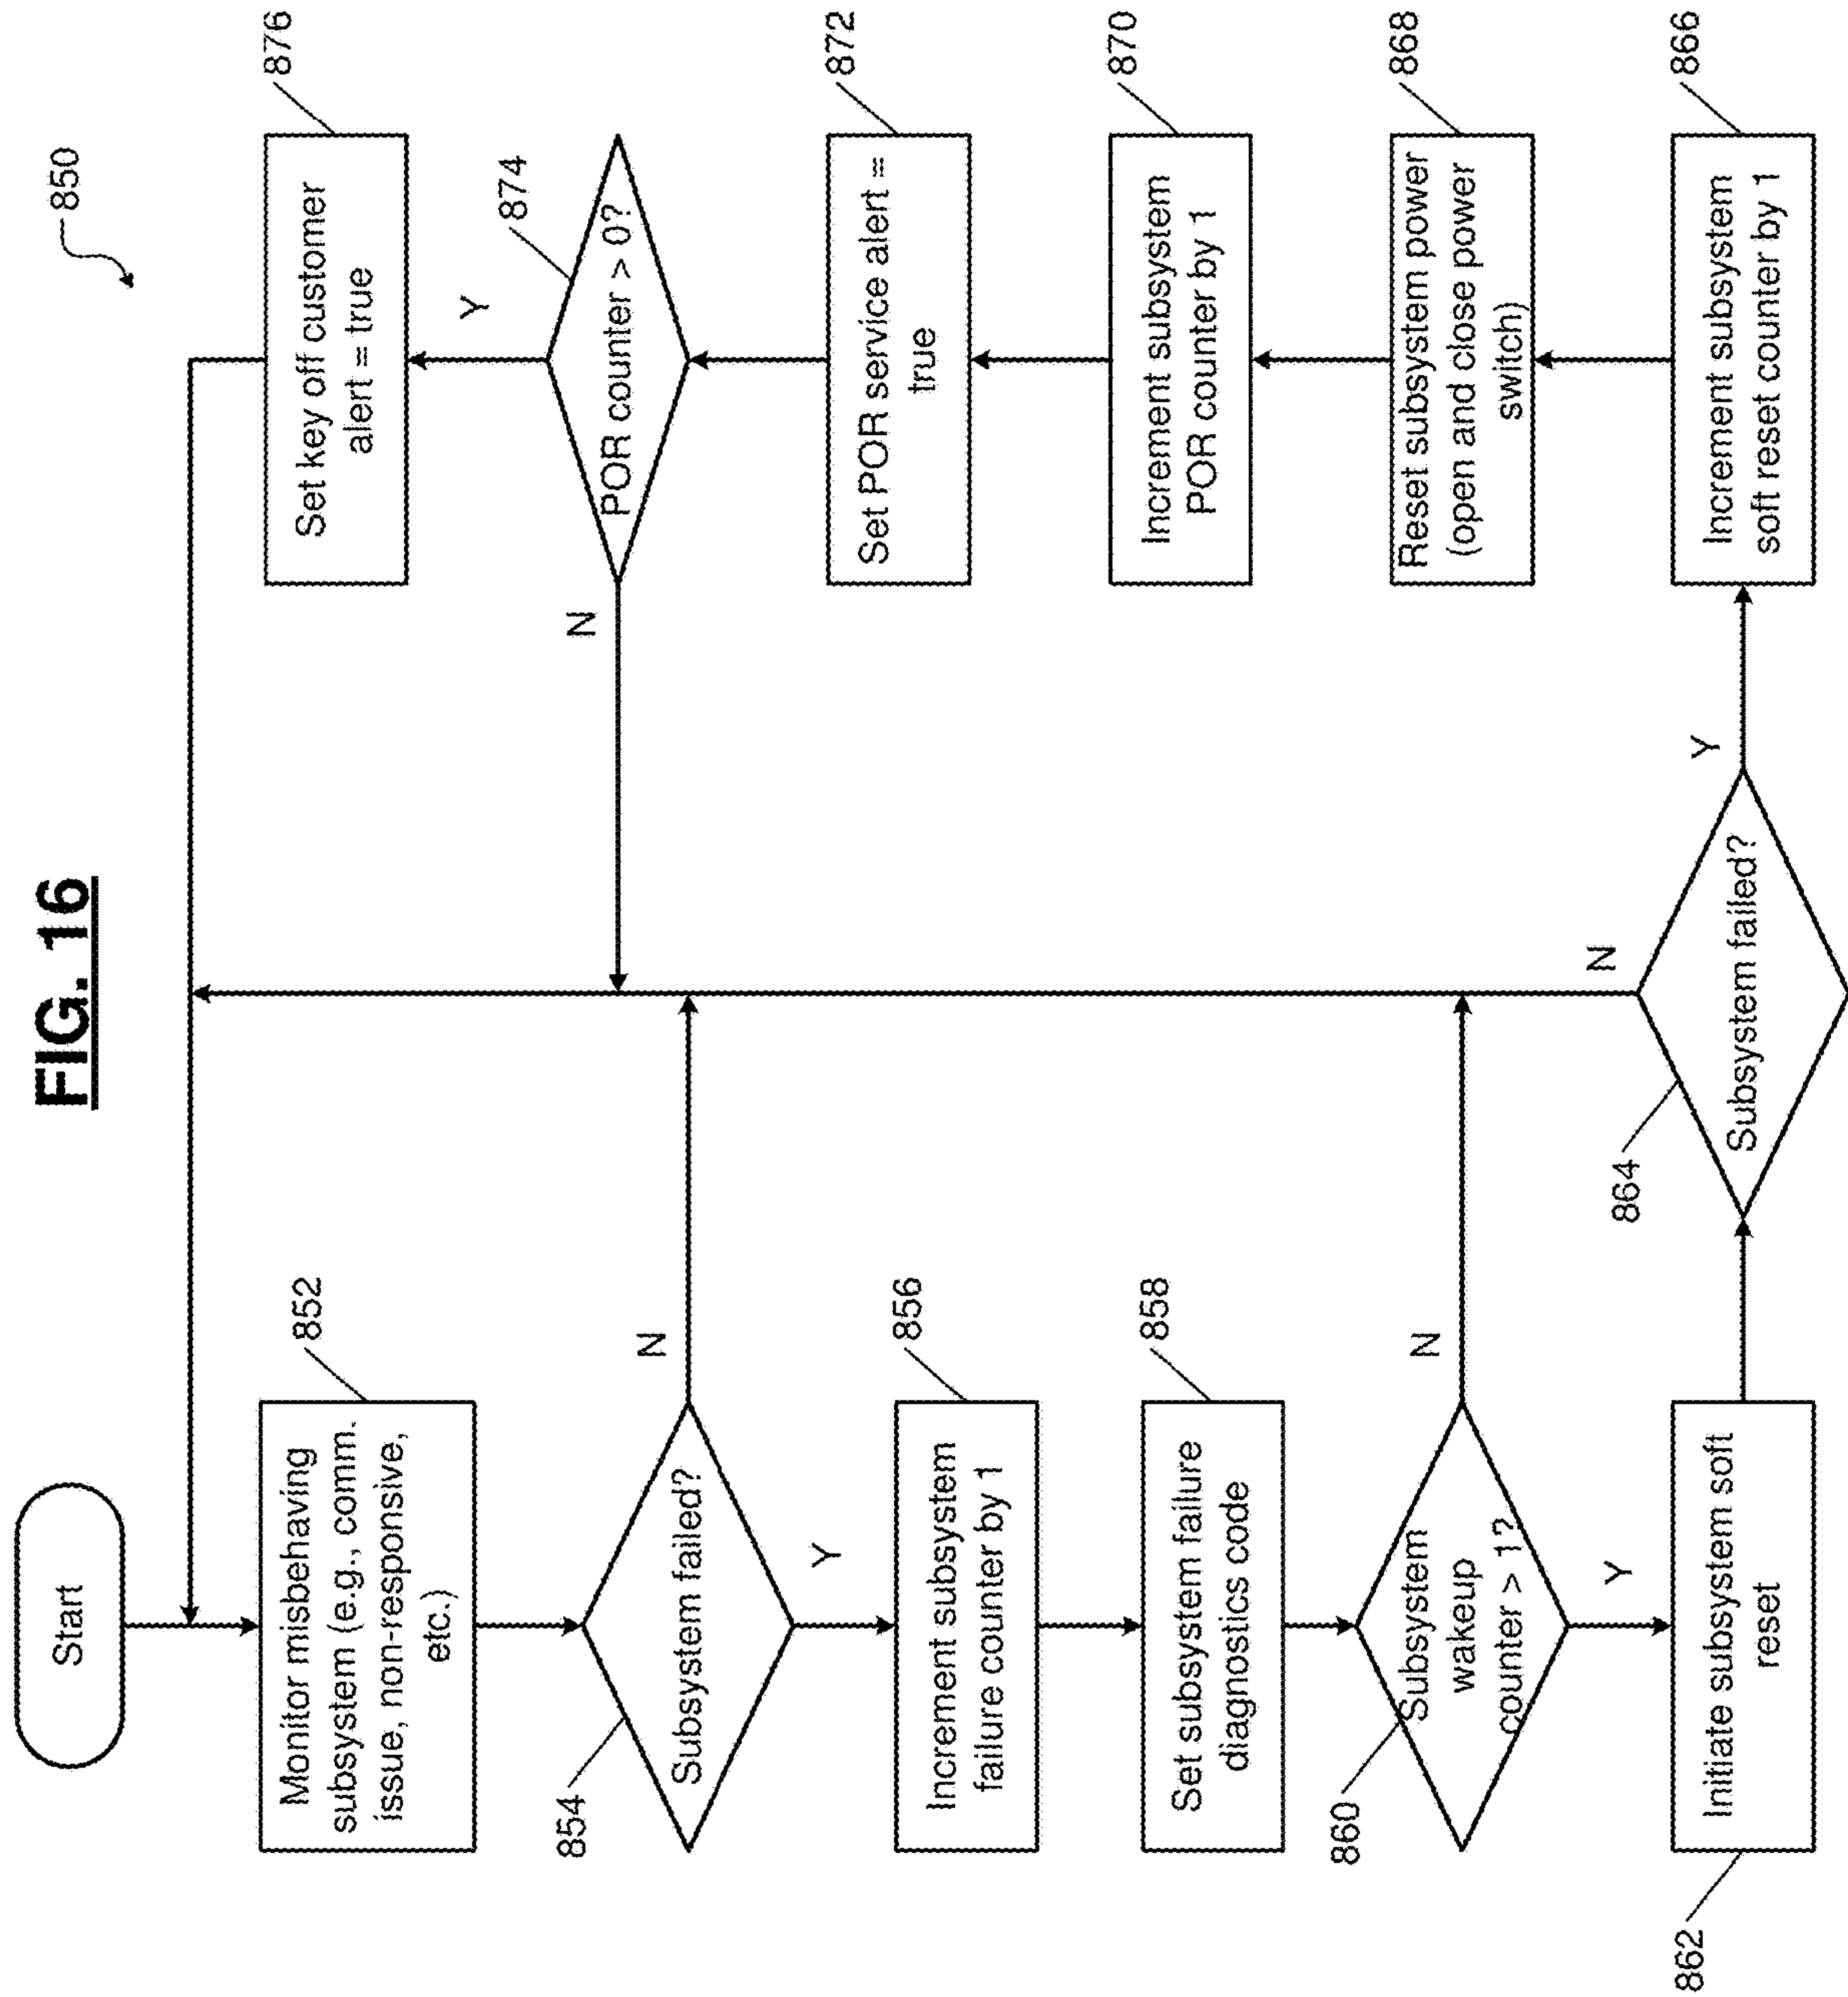 FIG. 16
850
Start
Monitor misbehaving
subsystem (e.g., comm.
issue, non-responsive,
etc.)
852
Subsystem failed?
854
N
Y
Increment subsystem
failure counter by 1
856
Set subsystem failure
diagnostics code
858
Subsystem
wakeup
counter > 1?
860
N
Y
Initiate subsystem soft
reset
862
Subsystem failed?
864
N
Y
Increment subsystem
soft reset counter by 1
866
Reset subsystem power
(open and close power
switch)
868
Increment subsystem
POR counter by 1
870
Set POR service alert =
true
872
POR counter > 0?
874
N
Y
Set key off customer
alert = true
876